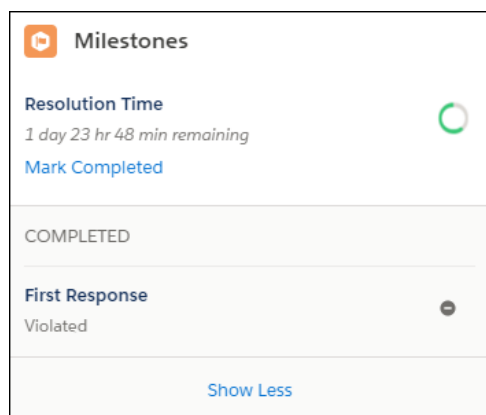 Milestones
Resolution Time
1 day 23 hr 48 min remaining
Mark Completed
COMPLETED
First Response
Violated
Show Less